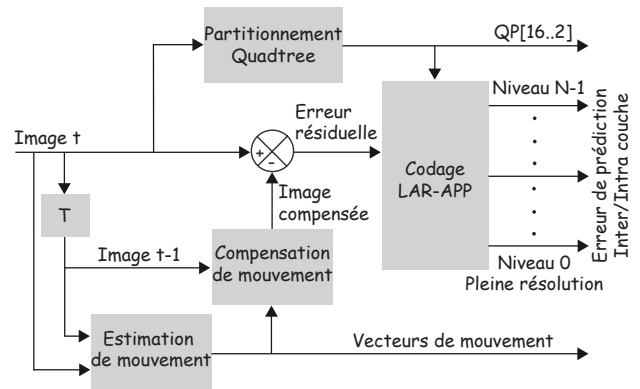 Partitionnement
Quadtree
QP[16..2]
Niveau N-1
Erreur
résiduelle
Image t
+
-
Codage
LAR-APP
Erreur de prédiction
Inter/Intra couche
Image
compensée
T
Image t-1
Compensation
de mouvement
Niveau 0
Pleine résolution
Estimation
de mouvement
Vecteurs de mouvement